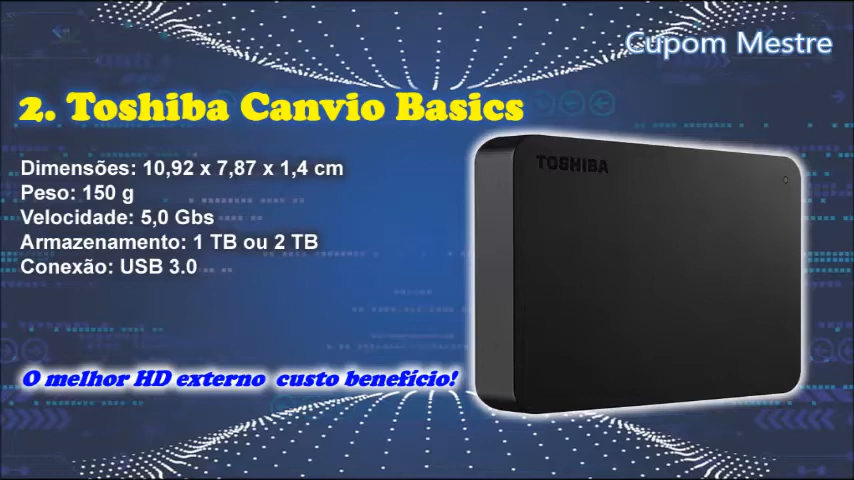 Cupom Mestre
2. Toshiba Canvio Basics
TOSHIBA
Dimensões: 10,92 x 7,87 x 1,4 cm
Peso: 150 g
Velocidade: 5,0 Gbs
Armazenamento: 1 TB ou 2 TB
Conexão: USB 3.0
O melhor HD externo custo benefício!